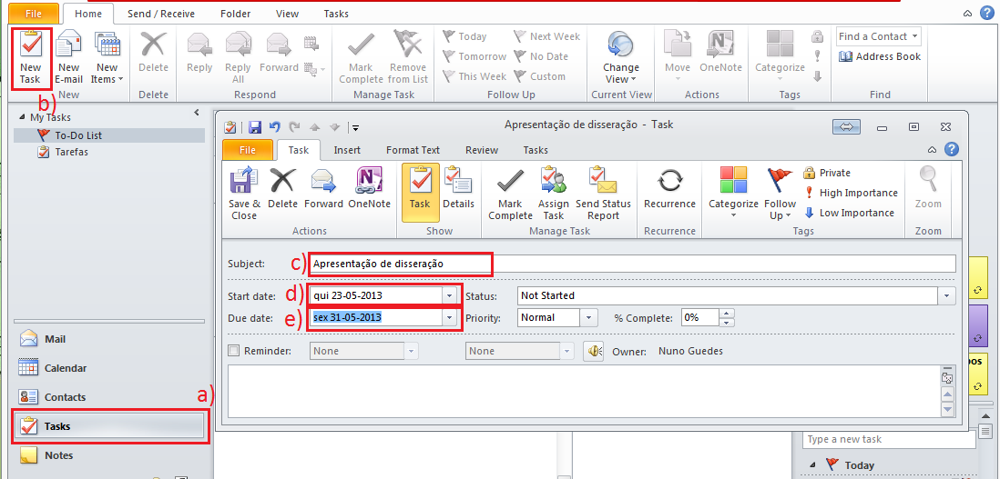 File Home Send / Receive Folder View Tasks
New Task
New E-mail
New Items
New
Delete
Delete
Reply
Reply All
Forward
Respond
Mark Complete
Remove from List
Manage Task
Today
Tomorrow
This Week
Next Week
No Date
Custom
Follow Up
Change View
Current View
Move
OneNote
Actions
Categorize
Tags
Find a Contact
Address Book
Find
b)
My Tasks
To-Do List
Tarefas
Apresentação de disseração - Task
File Task Insert Format Text Review Tasks
Save & Close
Delete
Forward
OneNote
Actions
Task
Details
Show
Mark Complete
Assign Task
Send Status Report
Manage Task
Recurrence
Recurrence
Categorize
Follow Up
Private
High Importance
Low Importance
Tags
Zoom
Zoom
Subject: c) Apresentação de disseração
Start date: d) qui 23-05-2013 Status: Not Started
Due date: e) sex 31-05-2013 Priority: Normal % Complete: 0%
Reminder: None None Owner: Nuno Guedes
Mail
Calendar
Contacts
a)
Tasks
Notes
pos
Type a new task
Today